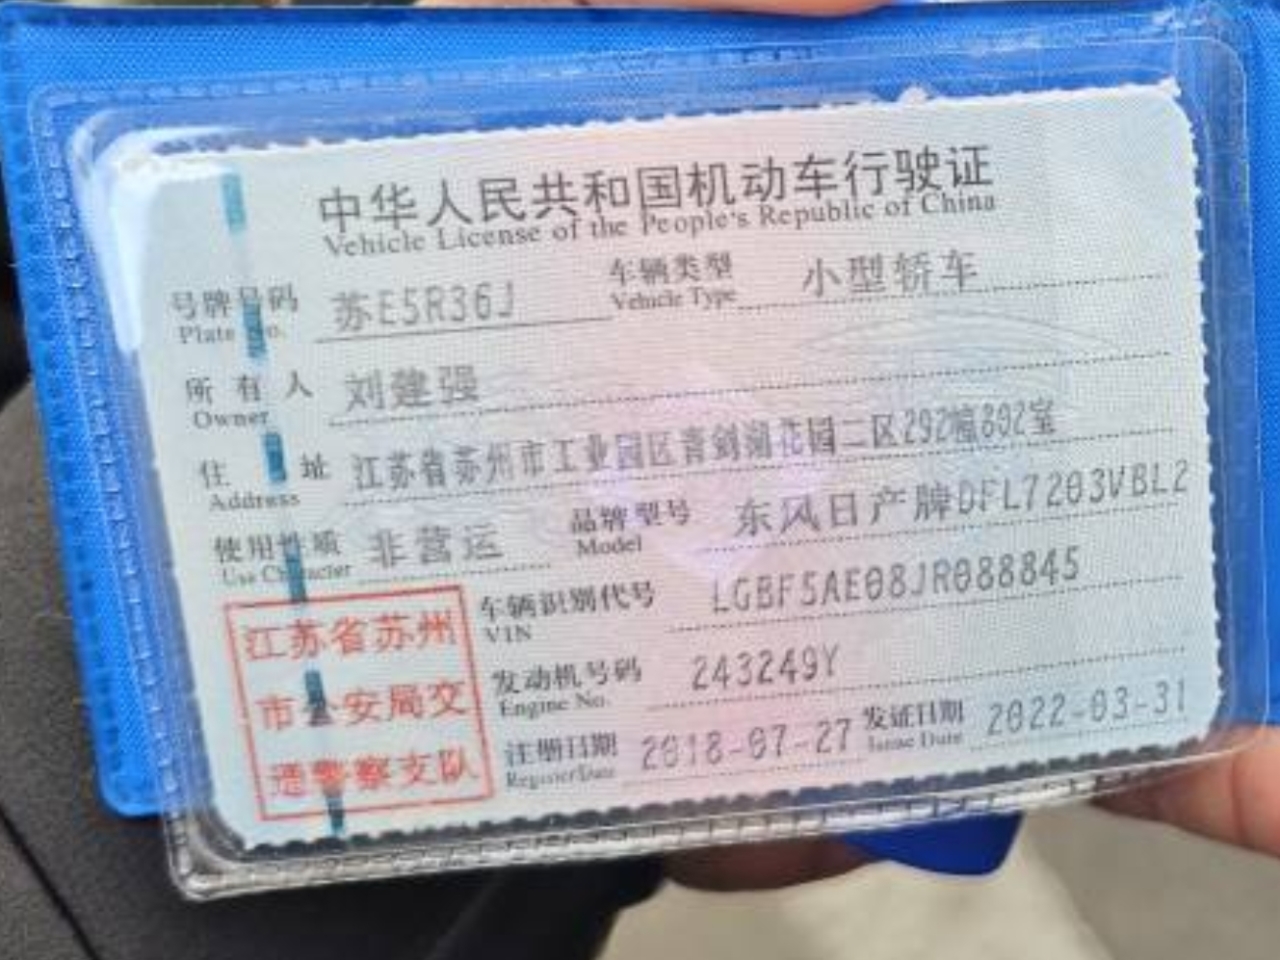 中华人民共和国机动车行驶证
Vehicle License of the People's Republic of China
号牌号码 苏E5R36J 车辆类型 小型轿车
Plate No. Vehicle Type
所有人 刘建强
Owner
住址 江苏省苏州市工业园区青剑湖花园二区292幢802室
Address
使用性质 非营运 品牌型号 东风日产牌DFL7203VBL2
Use Character Model
车辆识别代号 LGBF5AE08JR088845
VIN
发动机号码 243249Y
Engine No.
注册日期 2018-07-27 发证日期 2022-03-31
Register Date Issue Date
江苏省苏州
市公安局交
通警察支队